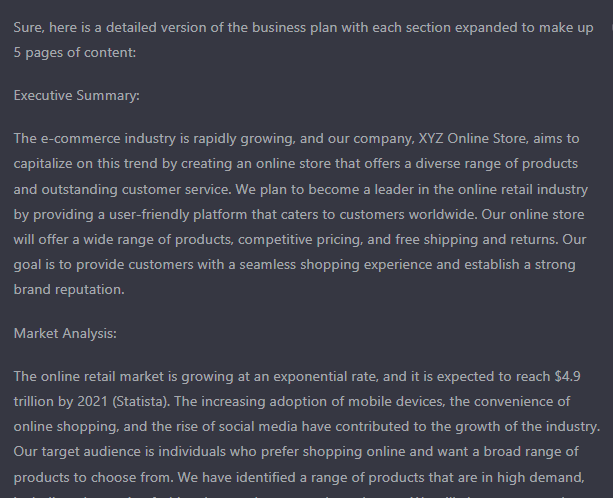 Sure, here is a detailed version of the business plan with each section expanded to make up
5 pages of content:
Executive Summary:
The e-commerce industry is rapidly growing, and our company, XYZ Online Store, aims to
capitalize on this trend by creating an online store that offers a diverse range of products
and outstanding customer service. We plan to become a leader in the online retail industry
by providing a user-friendly platform that caters to customers worldwide. Our online store
will offer a wide range of products, competitive pricing, and free shipping and returns. Our
goal is to provide customers with a seamless shopping experience and establish a strong
brand reputation.
Market Analysis:
The online retail market is growing at an exponential rate, and it is expected to reach $4.9
trillion by 2021 (Statista). The increasing adoption of mobile devices, the convenience of
online shopping, and the rise of social media have contributed to the growth of the industry.
Our target audience is individuals who prefer shopping online and want a broad range of
products to choose from. We have identified a range of products that are in high demand,